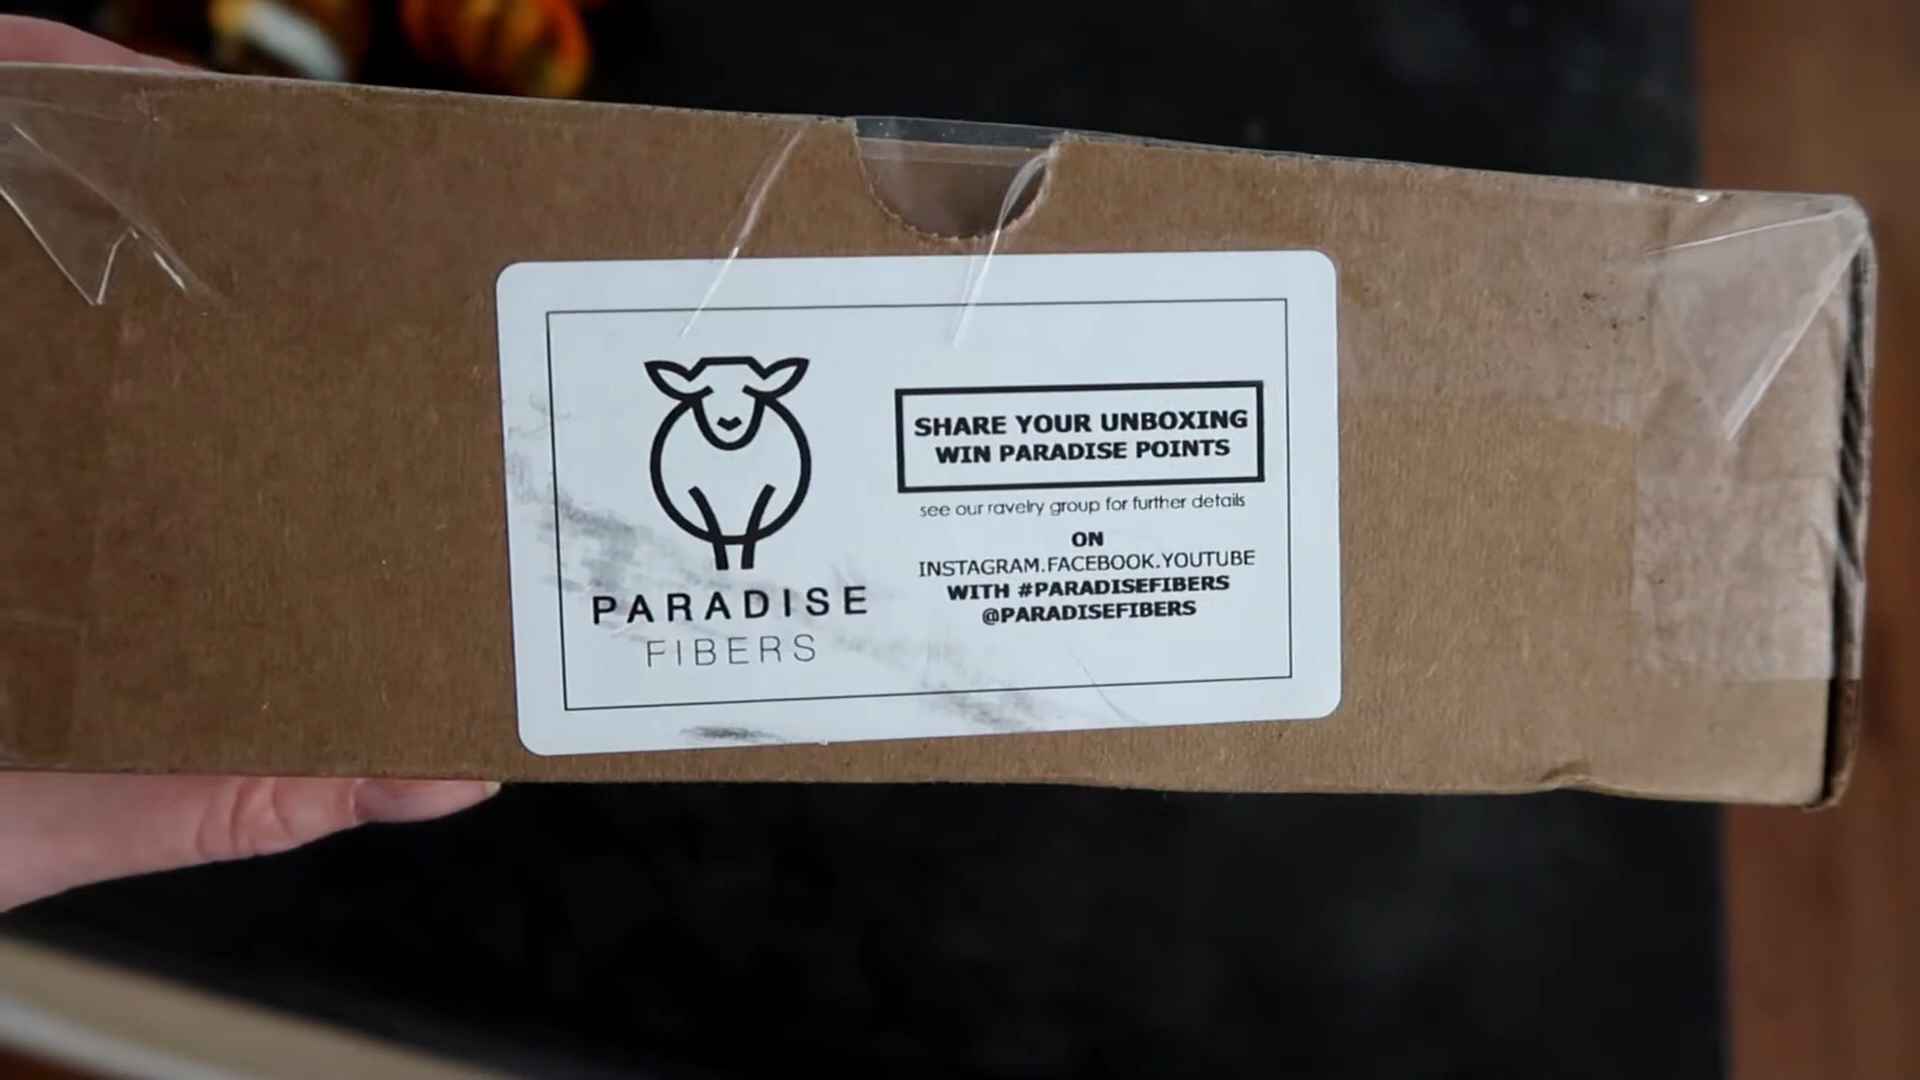 PARADISE
FIBERS
SHARE YOUR UNBOXING
WIN PARADISE POINTS
see our ravelry group for further details
ON
INSTAGRAM.FACEBOOK.YOUTUBE
WITH #PARADISEFIBERS
@PARADISEFIBERS